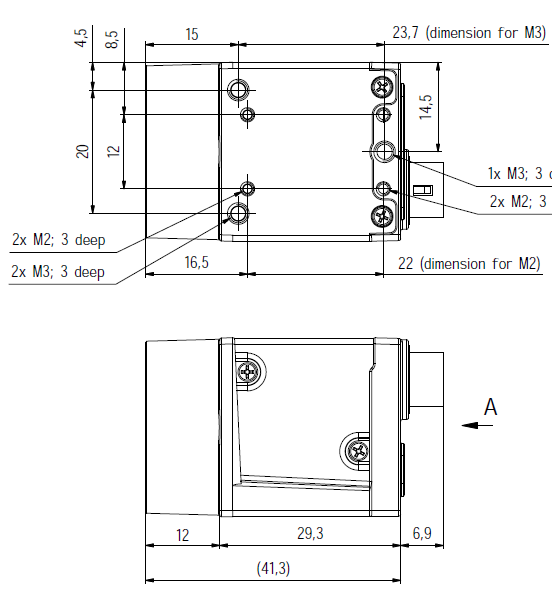 15
23,7 (dimension for M3)
4,5
8,5
14,5
20
12
1x M3; 3
2x M2; 3
2x M2; 3 deep
2x M3; 3 deep
16,5
22 (dimension for M2)
A
12
29,3
6,9
(41,3)